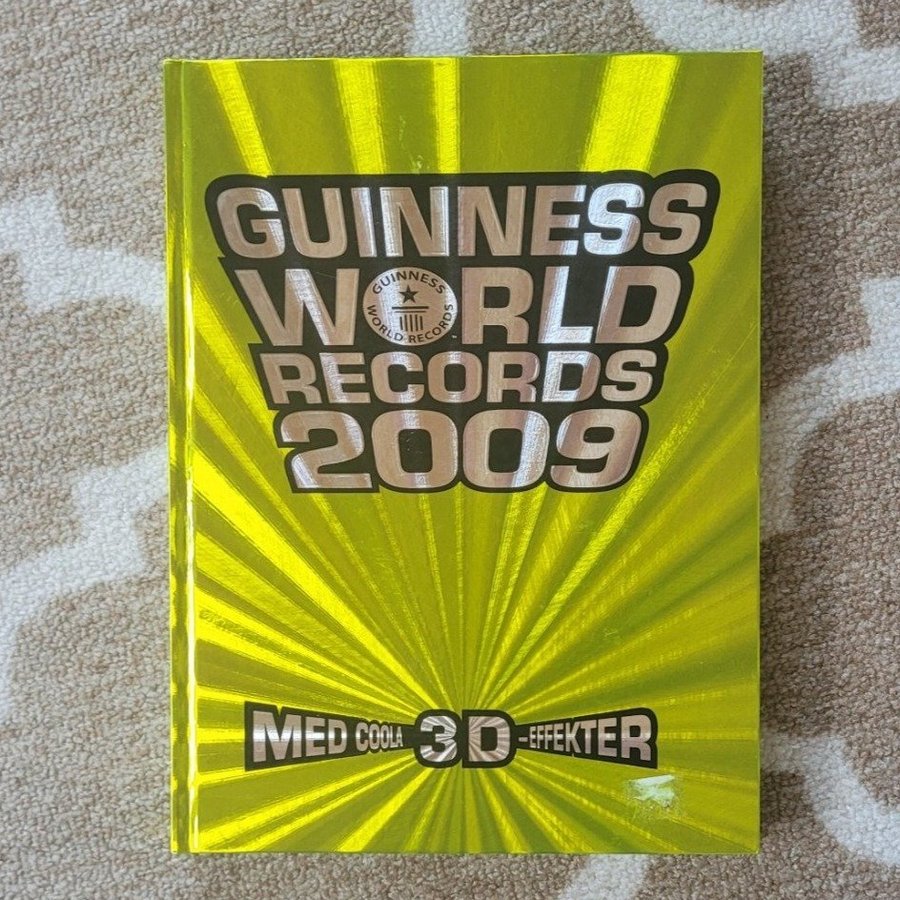 GUINNESS
WORLD
GUINNESS
WORLD RECORDS
RECORDS
2009
MED COOLA 3D-EFFEKTER